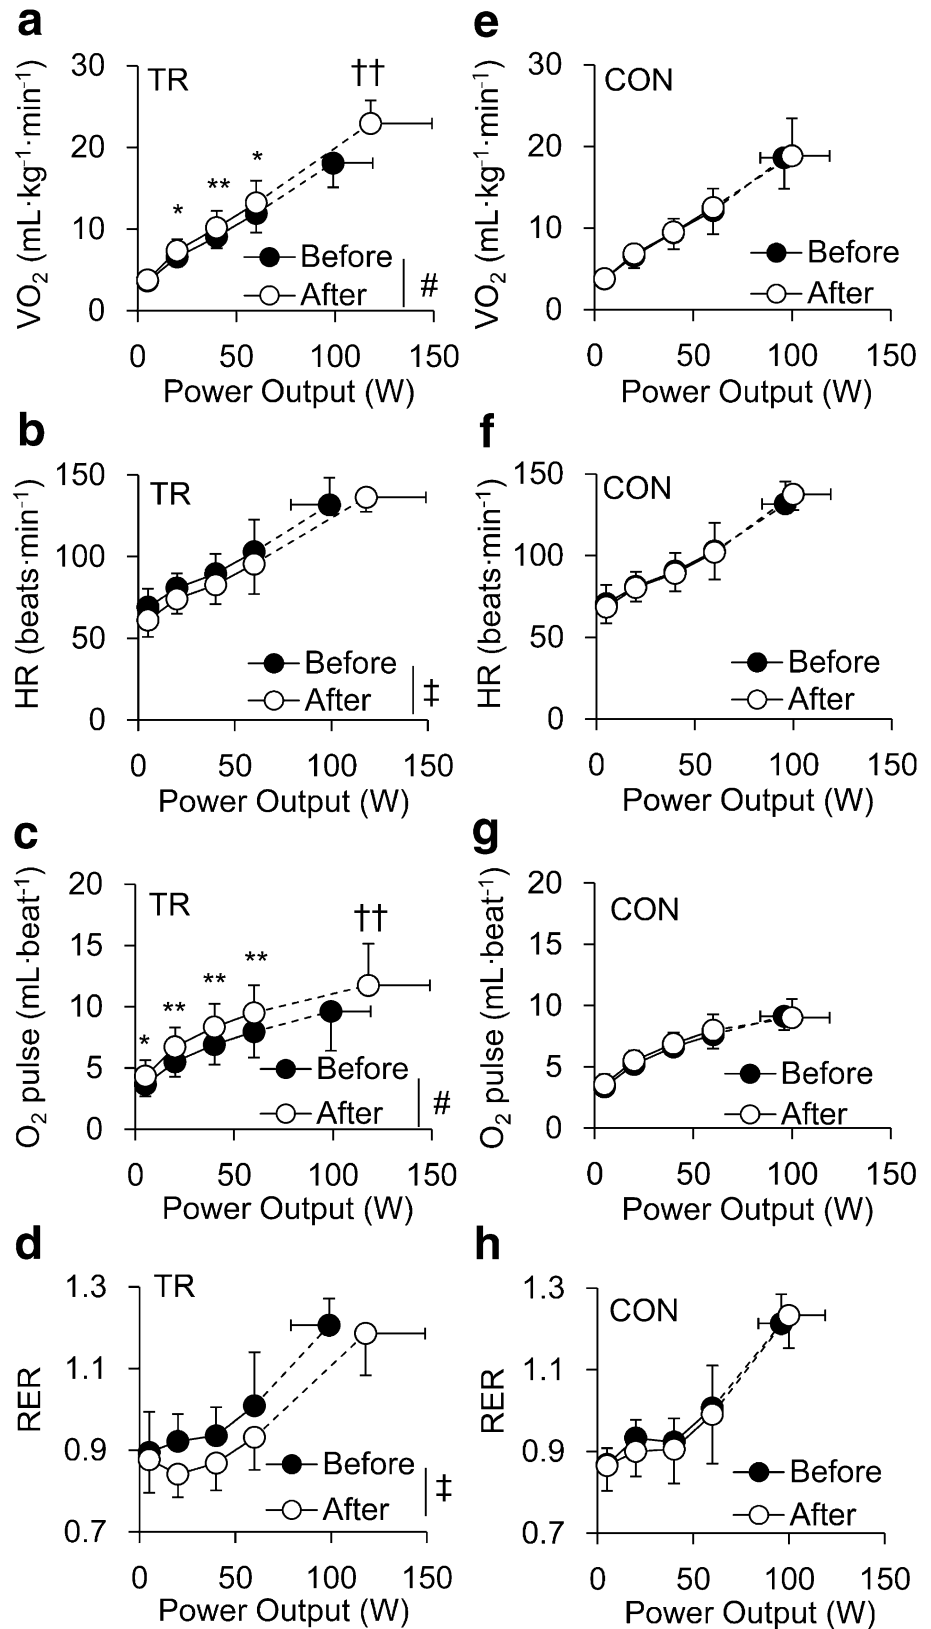 a
VO2 (mL·kg-1·min-1)
30
20
10
0
TR
*
**
*
††
Before
After
#
0 50 100 150
Power Output (W)
e
VO2 (mL·kg-1·min-1)
30
20
10
0
CON
Before
After
0 50 100 150
Power Output (W)
b
HR (beats·min-1)
150
100
50
0
TR
Before
After
‡
0 50 100 150
Power Output (W)
f
HR (beats·min-1)
150
100
50
0
CON
Before
After
0 50 100 150
Power Output (W)
c
O2 pulse (mL·beat-1)
20
15
10
5
0
TR
*
**
**
**
††
Before
After
#
0 50 100 150
Power Output (W)
g
O2 pulse (mL·beat-1)
20
15
10
5
0
CON
Before
After
0 50 100 150
Power Output (W)
d
RER
1.3
1.1
0.9
0.7
TR
Before
After
‡
0 50 100 150
Power Output (W)
h
RER
1.3
1.1
0.9
0.7
CON
Before
After
0 50 100 150
Power Output (W)